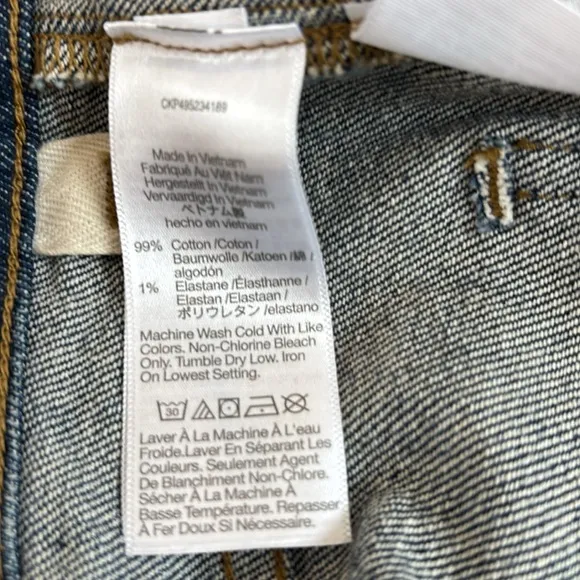 CKP4952341B9
Made In Vietnam
Fabriqué Au Viêt Nam
Hergestellt In Vietnam
Vervaardigd In Vietnam
ベトナム製
hecho en vietnam
99% Cotton /Coton /
Baumwolle /Katoen /綿 /
algodón
1% Elastane /Élasthanne /
Elastan /Elastaan /
ポリウレタン /elastano
Machine Wash Cold With Like
Colors. Non-Chlorine Bleach
Only. Tumble Dry Low. Iron
On Lowest Setting.
30
Laver À La Machine À L'eau
Froide.Laver En Séparant Les
Couleurs. Seulement Agent
De Blanchiment Non-Chlore.
Sécher À La Machine À
Basse Température. Repasser
À Fer Doux Si Nécessaire.